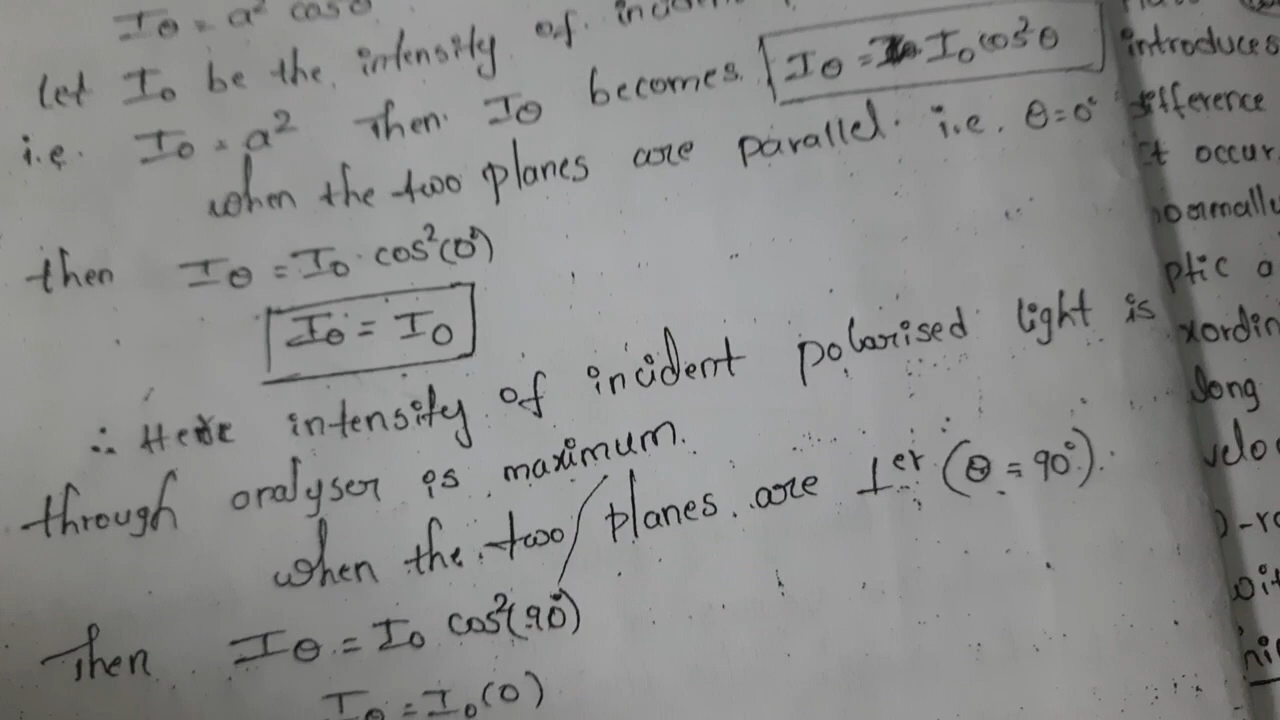 Iθ = a² cosθ
let I₀ be the intensity of
i.e. I₀ = a² Then Iθ becomes Iθ = I₀ cos²θ
when the two planes are parallel. i.e. θ=0°
then Iθ = I₀ cos²(0°)
Iθ = I₀
∴ Here intensity of incident polarised light is
through analyser is maximum.
when the two planes are ⊥er (θ = 90°).
Then Iθ = I₀ cos²(90°)
Iθ = I₀(0)
introduces
difference
it occur
normally
ptic a
long
velo